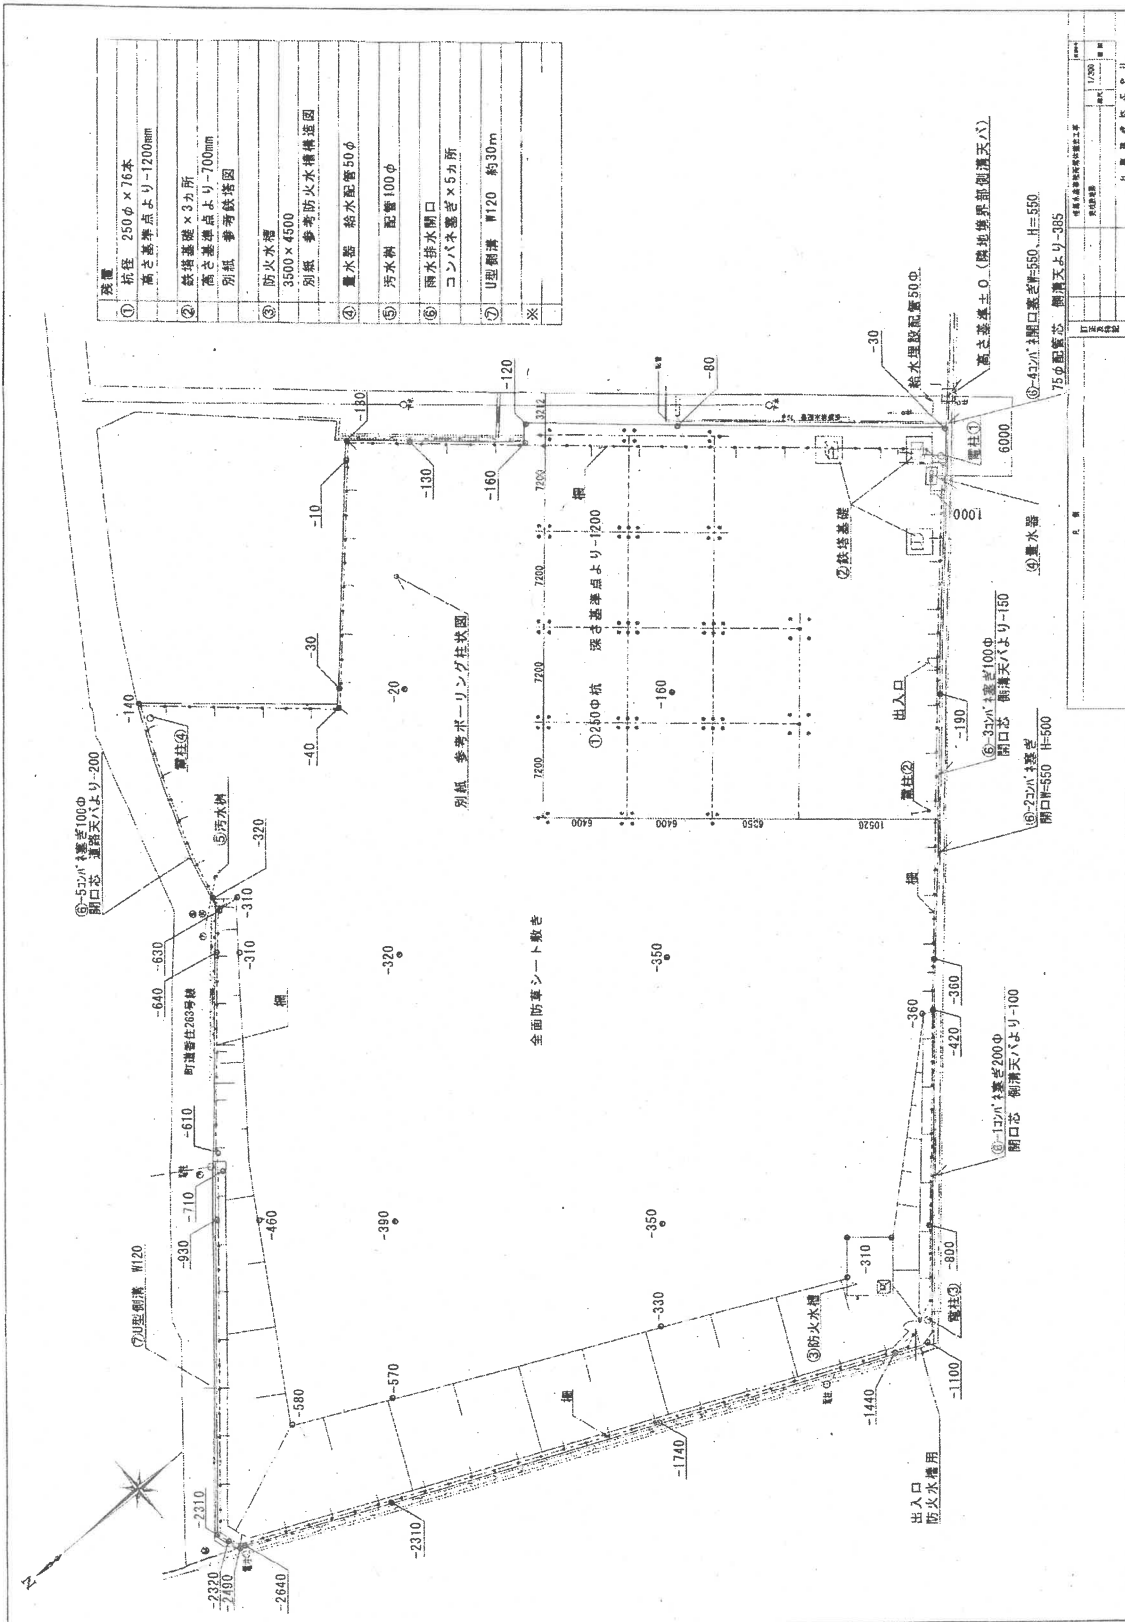 残置
① 杭径 250φ×76本
高さ基準点より-1200mm
② 鉄塔基礎×3ヵ所
高さ基準点より-700mm
別紙 参考鉄塔図
③ 防火水槽
3500×4500
別紙 参考防火水槽構造図
④ 量水器 給水配管50φ
⑤ 汚水桝 配管100φ
⑥ 雨水排水開口
コンパネ塞ぎ×5ヵ所
⑦ U型側溝 W120 約30m
※
N
⑥-5ｺﾝﾊﾟﾈ塞ぎ100Φ
開口芯 道路天バより-200
-140
電柱④
⑤汚水桝
-320
-310
-630
-640
-310
町道香住263号線
柵
-610
-710
-930
-460
⑦U型側溝 W120
-580
-2310
-2320
-2490
-2640
-180
-10
-130
-120
-160
-30
-40
-20
別紙 参考ボーリング柱状図
3212
7200
7200
7200
7200
柵
①250Φ杭 深さ基準点より-1200
-160
6400
6400
6250
10520
-80
-30
給水埋設配管50Φ
高さ基準±0（隣地境界部側溝天バ）
⑥-4ｺﾝﾊﾟﾈ開口塞ぎW=550、H=550
75φ配管芯 側溝天より-385
電柱①
6000
1000
②鉄塔基礎
④量水器
出入口
-190
⑥-3ｺﾝﾊﾟﾈ塞ぎ100Φ
開口芯 側溝天バより-150
電柱②
⑥-2ｺﾝﾊﾟﾈ塞ぎ
開口W=550 H=500
柵
-320
-350
全面防草シート敷き
-360
-360
-420
⑥-1ｺﾝﾊﾟﾈ塞ぎ200Φ
開口芯 側溝天バより-100
-390
-350
-310
-800
電柱③
-1100
-330
③防火水槽
-570
柵
-1440
-1740
-2310
出入口
防火水槽用
1/300